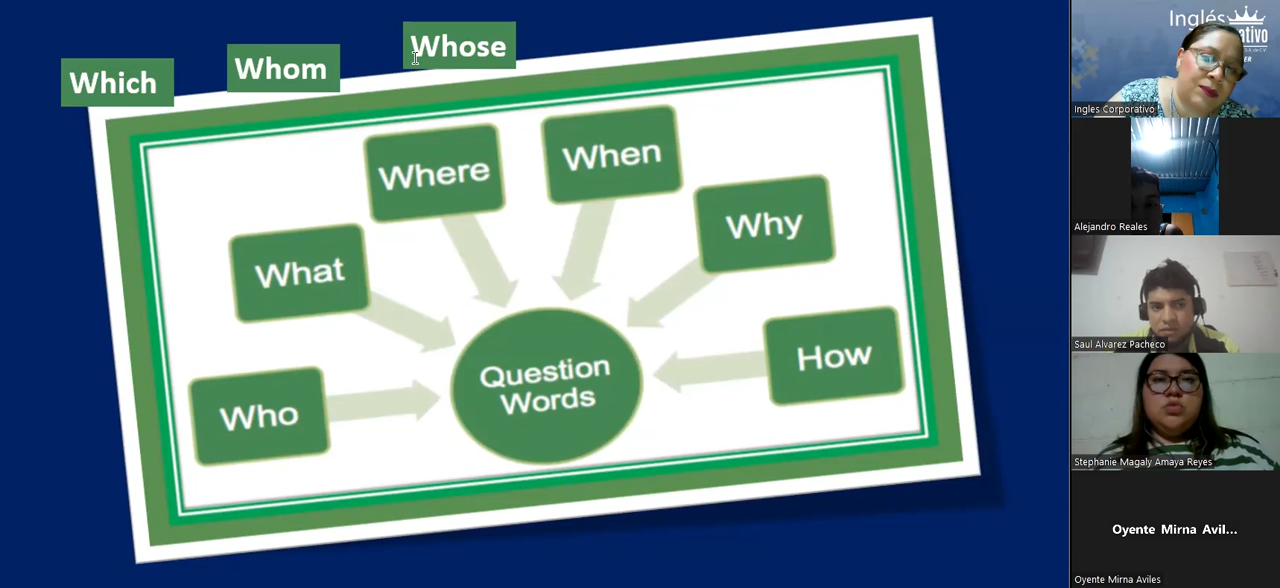 Whose
Whom
Which
When
Where
Why
What
How
Question
Words
Who
Inglés
Ingles Corporativo
Alejandro Reales
Saul Alvarez Pacheco
Stephanie Magaly Amaya Reyes
Oyente Mirna Avil...
Oyente Mirna Aviles